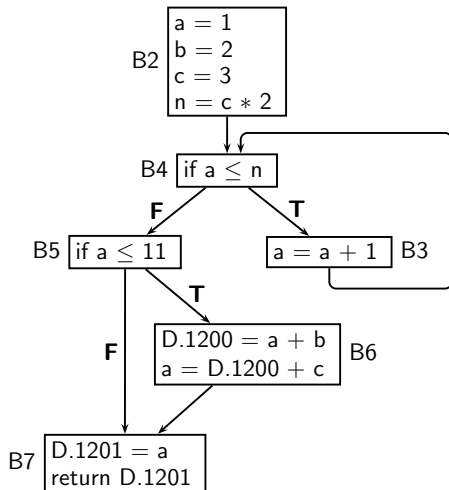 a = 1
B2
b = 2
c = 3
n = c ∗ 2
B4
if a ≤ n
F
T
B5
if a ≤ 11
a = a + 1
B3
T
F
D.1200 = a + b
a = D.1200 + c
B6
B7
D.1201 = a
return D.1201